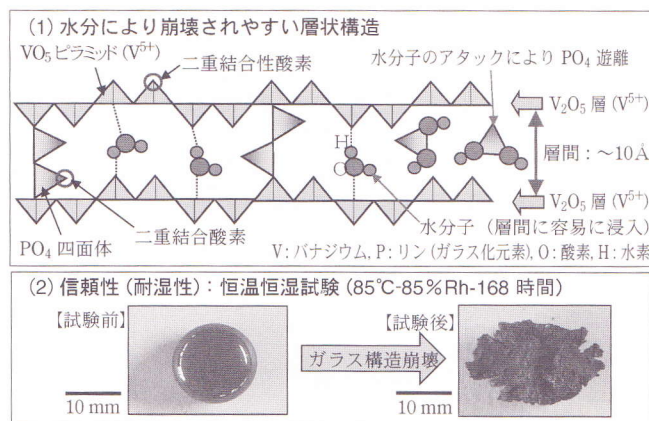 (1) 水分により崩壊されやすい層状構造
VO₅ピラミッド(V⁵⁺)
二重結合性酸素
水分子のアタックにより PO₄ 遊離
V₂O₅ 層 (V⁵⁺)
H
O
層間:~10Å
V₂O₅ 層 (V⁵⁺)
PO₄ 四面体
二重結合酸素
水分子 (層間に容易に浸入)
V:バナジウム, P:リン(ガラス化元素), O:酸素, H:水素
(2) 信頼性(耐湿性):恒温恒湿試験 (85℃-85%Rh-168 時間)
【試験前】
【試験後】
ガラス構造崩壊
10 mm
10 mm